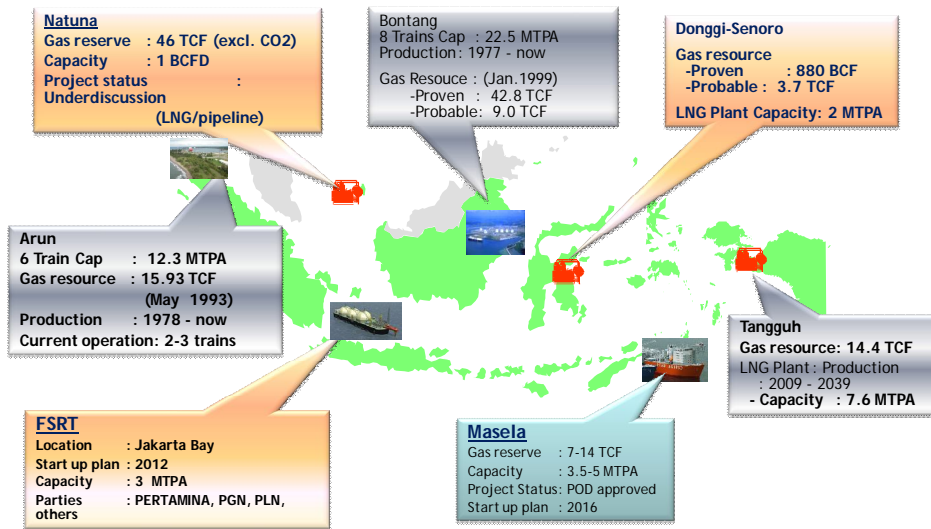 Natuna
Gas reserve : 46 TCF (excl. CO2)
Capacity : 1 BCFD
Project status :
Underdiscussion
(LNG/pipeline)
Bontang
8 Trains Cap : 22.5 MTPA
Production: 1977 - now
Gas Resouce : (Jan.1999)
-Proven : 42.8 TCF
-Probable: 9.0 TCF
Donggi-Senoro
Gas resource
-Proven : 880 BCF
-Probable : 3.7 TCF
LNG Plant Capacity: 2 MTPA
Arun
6 Train Cap : 12.3 MTPA
Gas resource : 15.93 TCF
(May 1993)
Production : 1978 - now
Current operation: 2-3 trains
Tangguh
Gas resource: 14.4 TCF
LNG Plant : Production
: 2009 - 2039
- Capacity : 7.6 MTPA
FSRT
Location : Jakarta Bay
Start up plan : 2012
Capacity : 3 MTPA
Parties : PERTAMINA, PGN, PLN,
others
Masela
Gas reserve : 7-14 TCF
Capacity : 3.5-5 MTPA
Project Status: POD approved
Start up plan : 2016